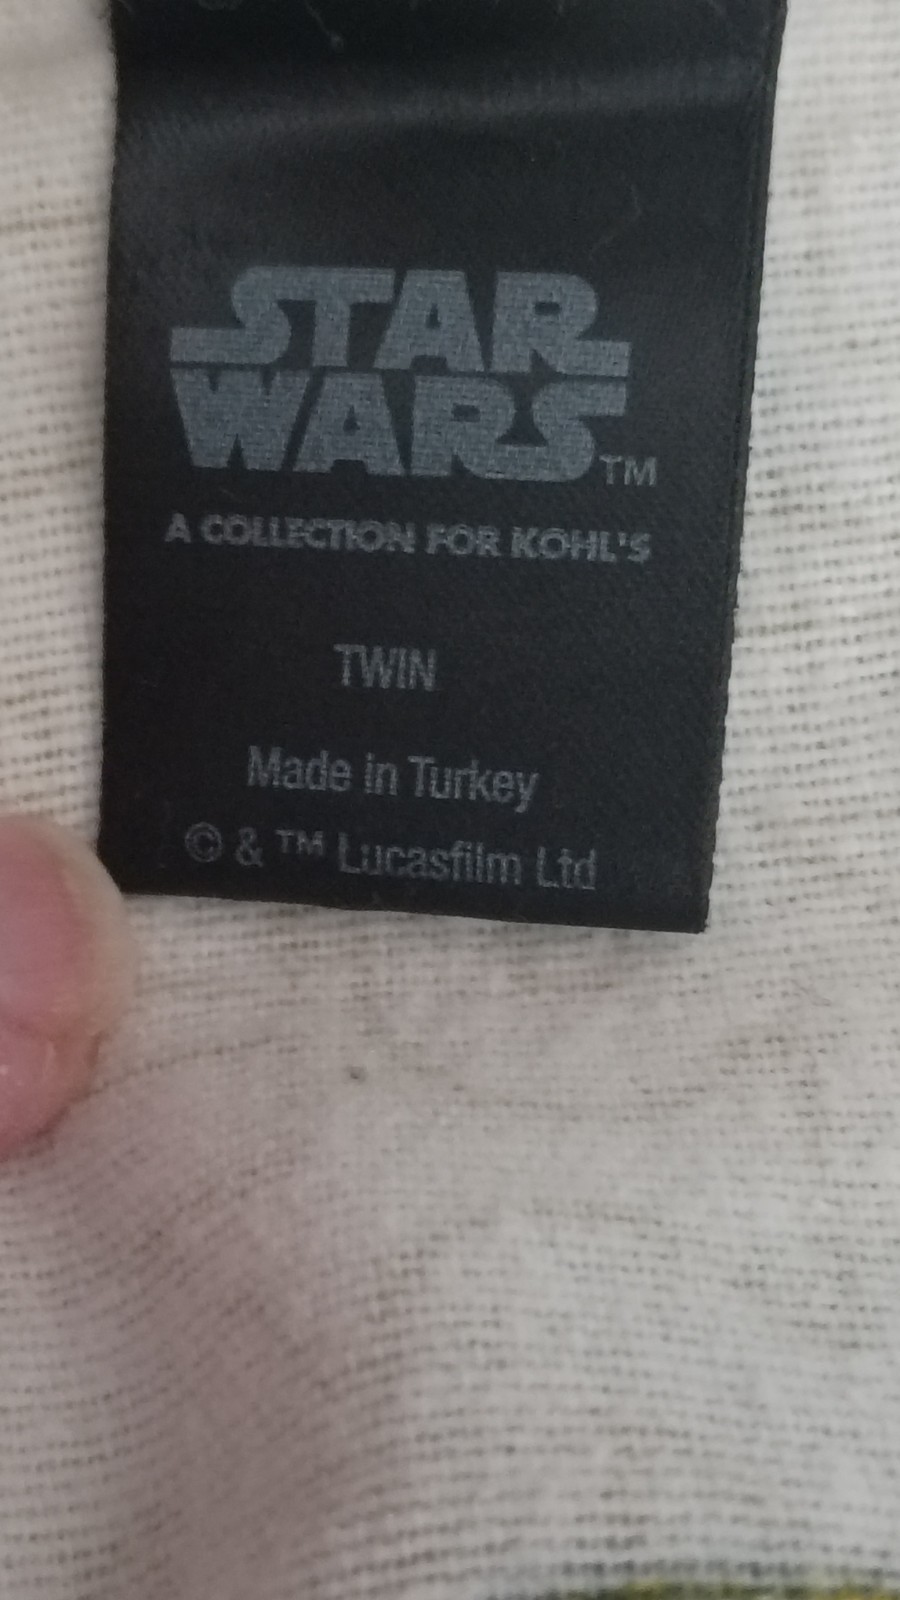 STAR
WARS TM
A COLLECTION FOR KOHL'S
TWIN
Made in Turkey
© & ™ Lucasfilm Ltd